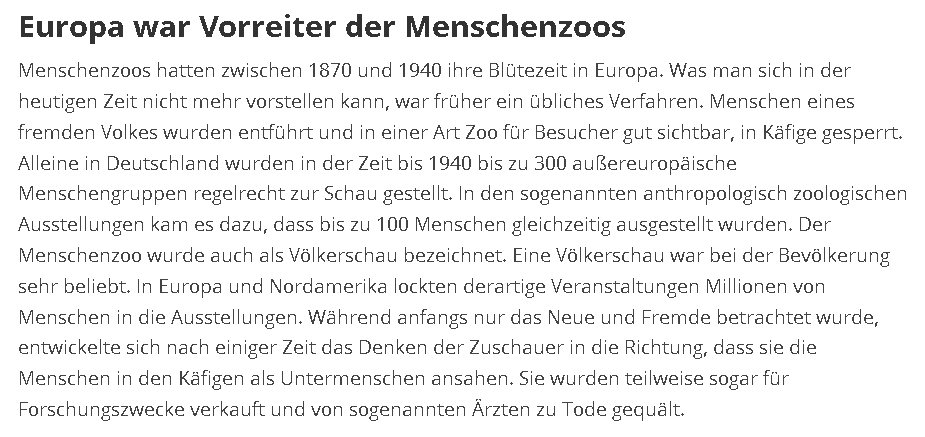 Europa war Vorreiter der Menschenzoos
Menschenzoos hatten zwischen 1870 und 1940 ihre Blütezeit in Europa. Was man sich in der
heutigen Zeit nicht mehr vorstellen kann, war früher ein übliches Verfahren. Menschen eines
fremden Volkes wurden entführt und in einer Art Zoo für Besucher gut sichtbar, in Käfige gesperrt.
Alleine in Deutschland wurden in der Zeit bis 1940 bis zu 300 außereuropäische
Menschengruppen regelrecht zur Schau gestellt. In den sogenannten anthropologisch zoologischen
Ausstellungen kam es dazu, dass bis zu 100 Menschen gleichzeitig ausgestellt wurden. Der
Menschenzoo wurde auch als Völkerschau bezeichnet. Eine Völkerschau war bei der Bevölkerung
sehr beliebt. In Europa und Nordamerika lockten derartige Veranstaltungen Millionen von
Menschen in die Ausstellungen. Während anfangs nur das Neue und Fremde betrachtet wurde,
entwickelte sich nach einiger Zeit das Denken der Zuschauer in die Richtung, dass sie die
Menschen in den Käfigen als Untermenschen ansahen. Sie wurden teilweise sogar für
Forschungszwecke verkauft und von sogenannten Ärzten zu Tode gequält.